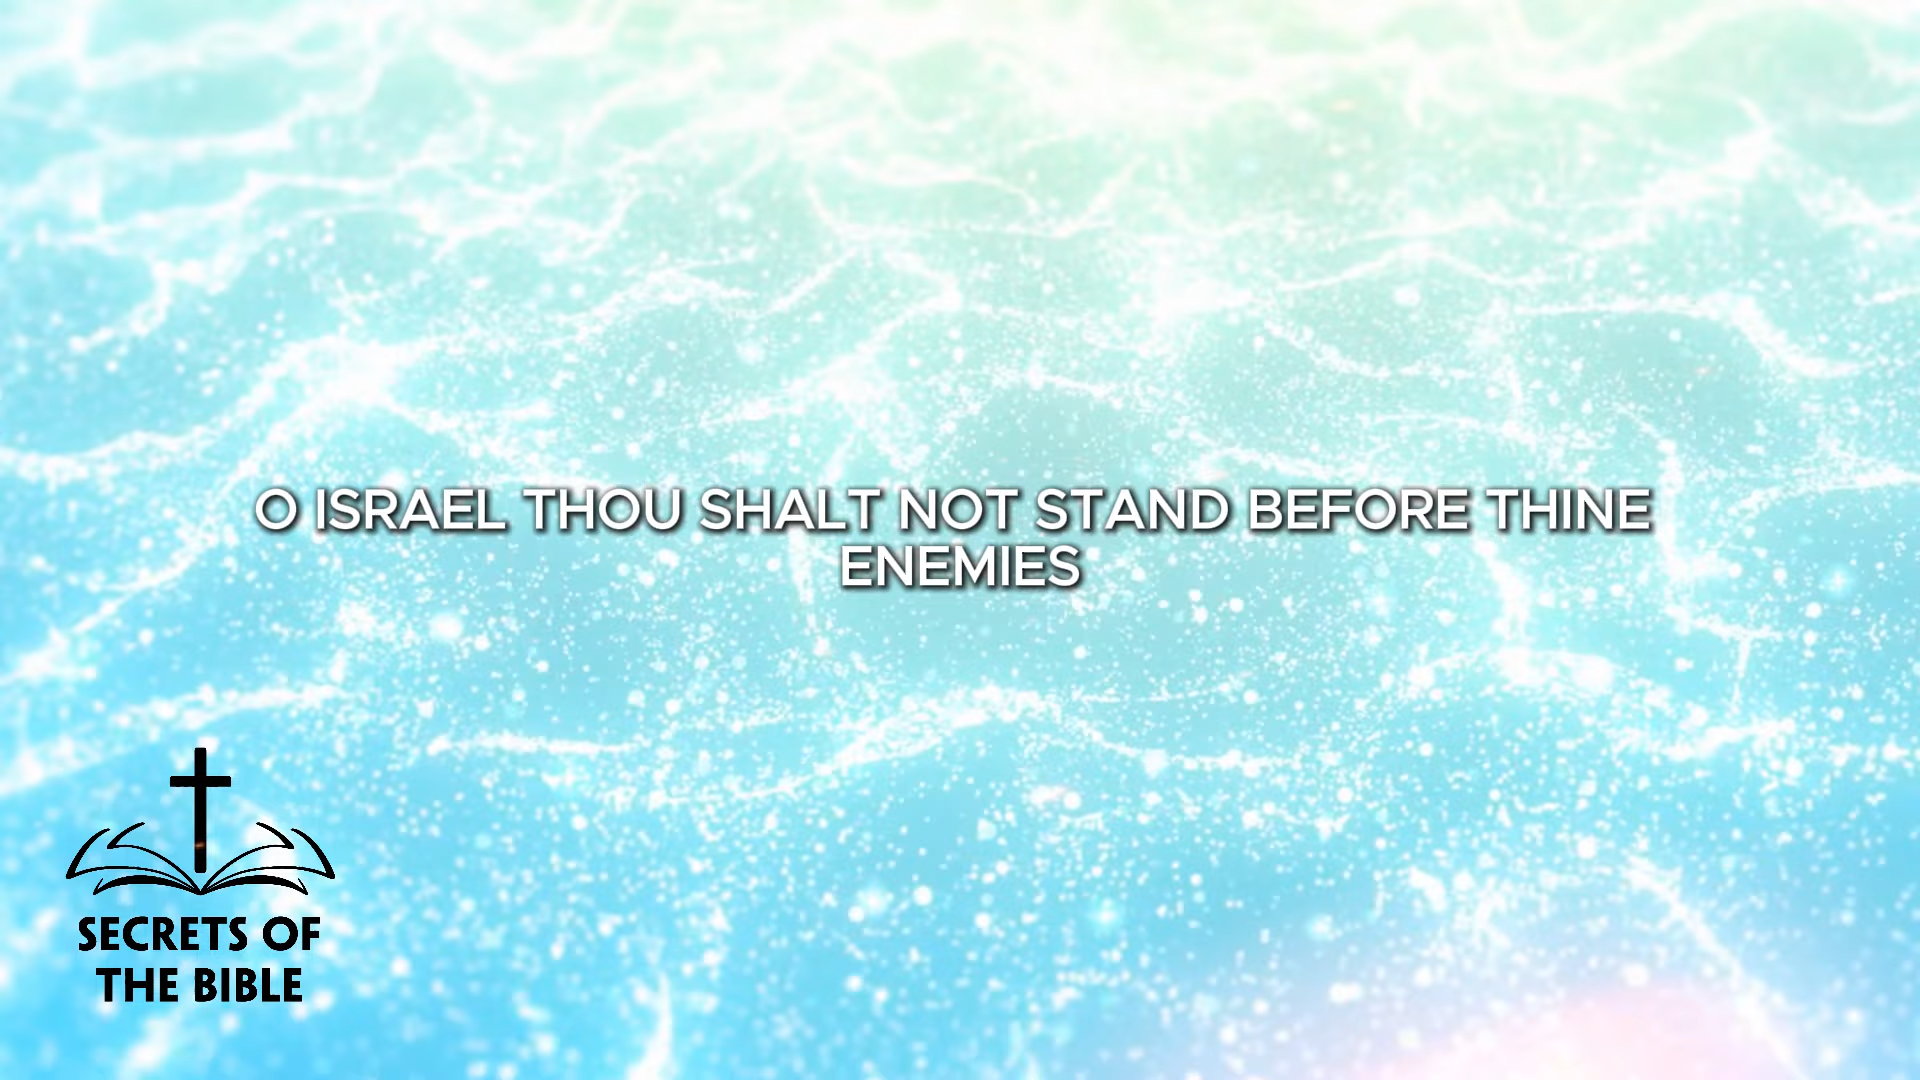 O ISRAEL THOU SHALT NOT STAND BEFORE THINE
ENEMIES
SECRETS OF
THE BIBLE